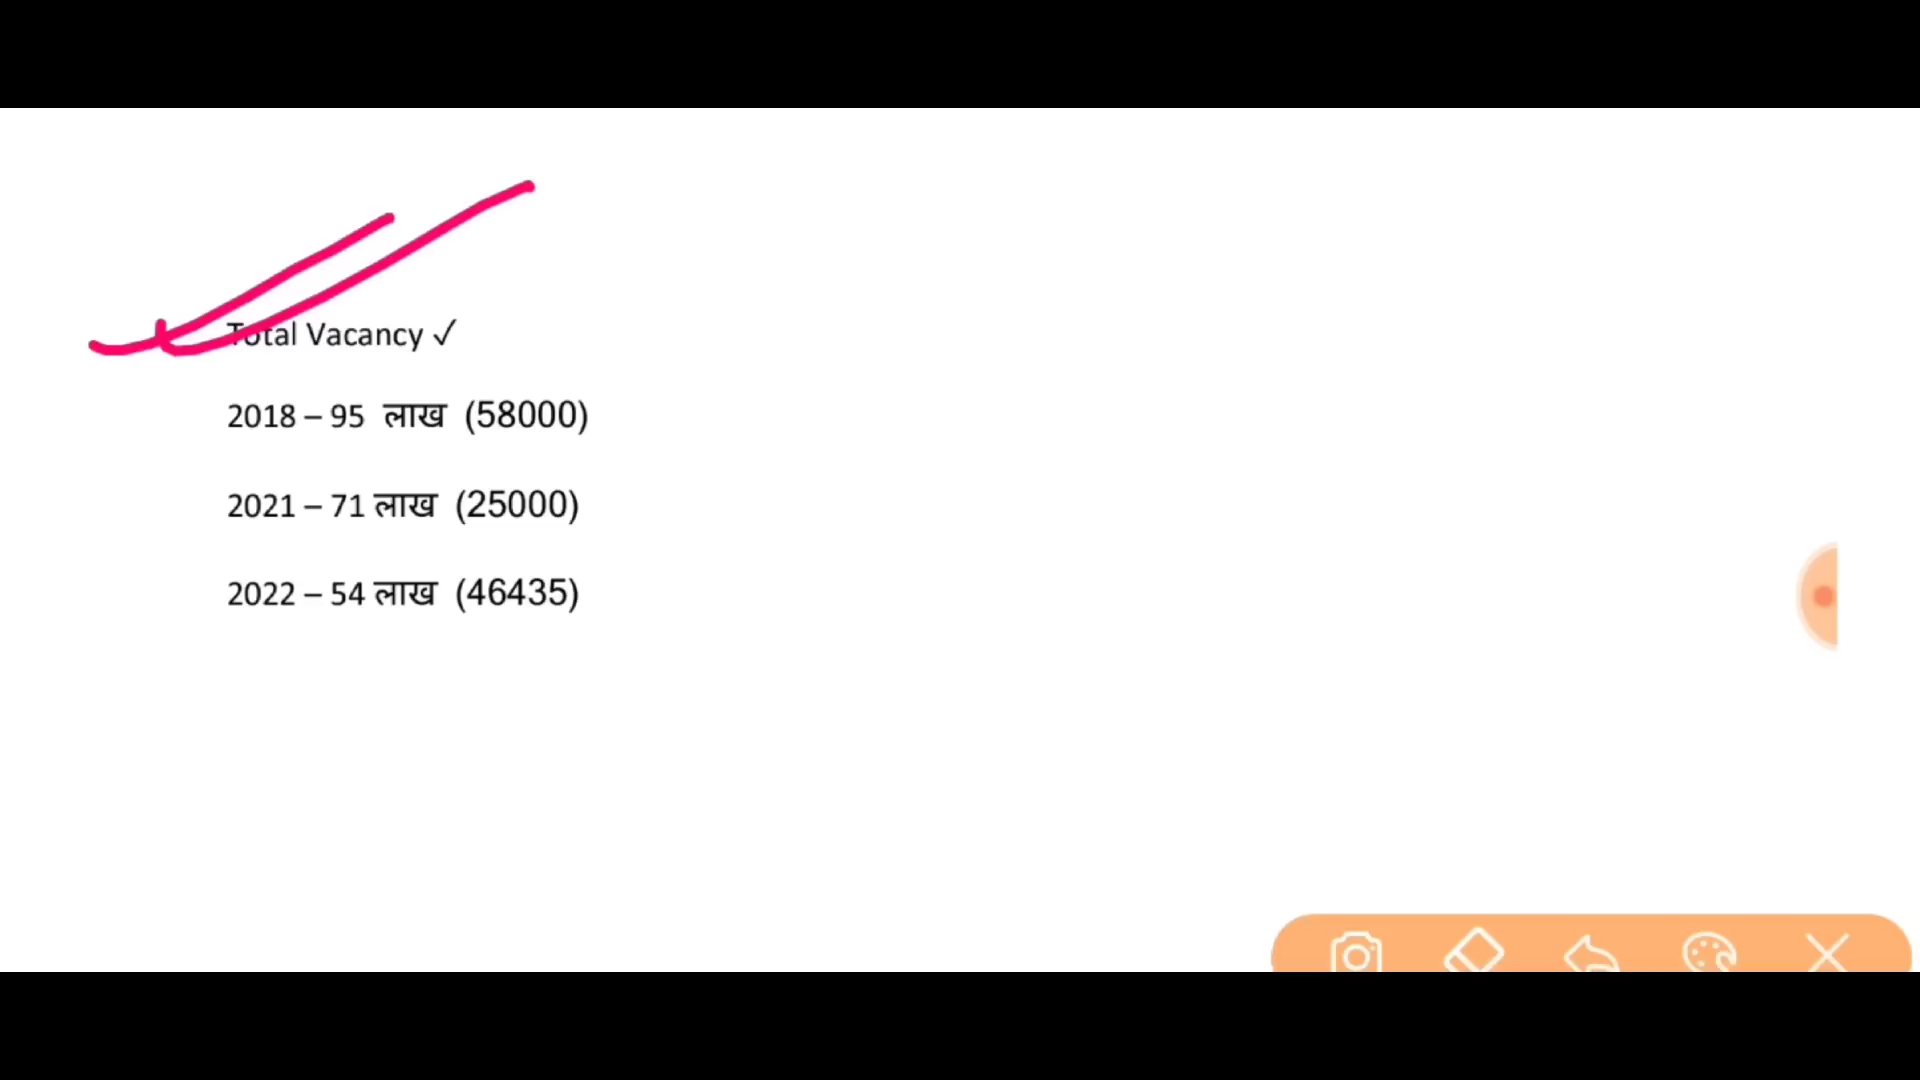 Total Vacancy ✓
2018 – 95 लाख (58000)
2021 – 71 लाख (25000)
2022 – 54 लाख (46435)